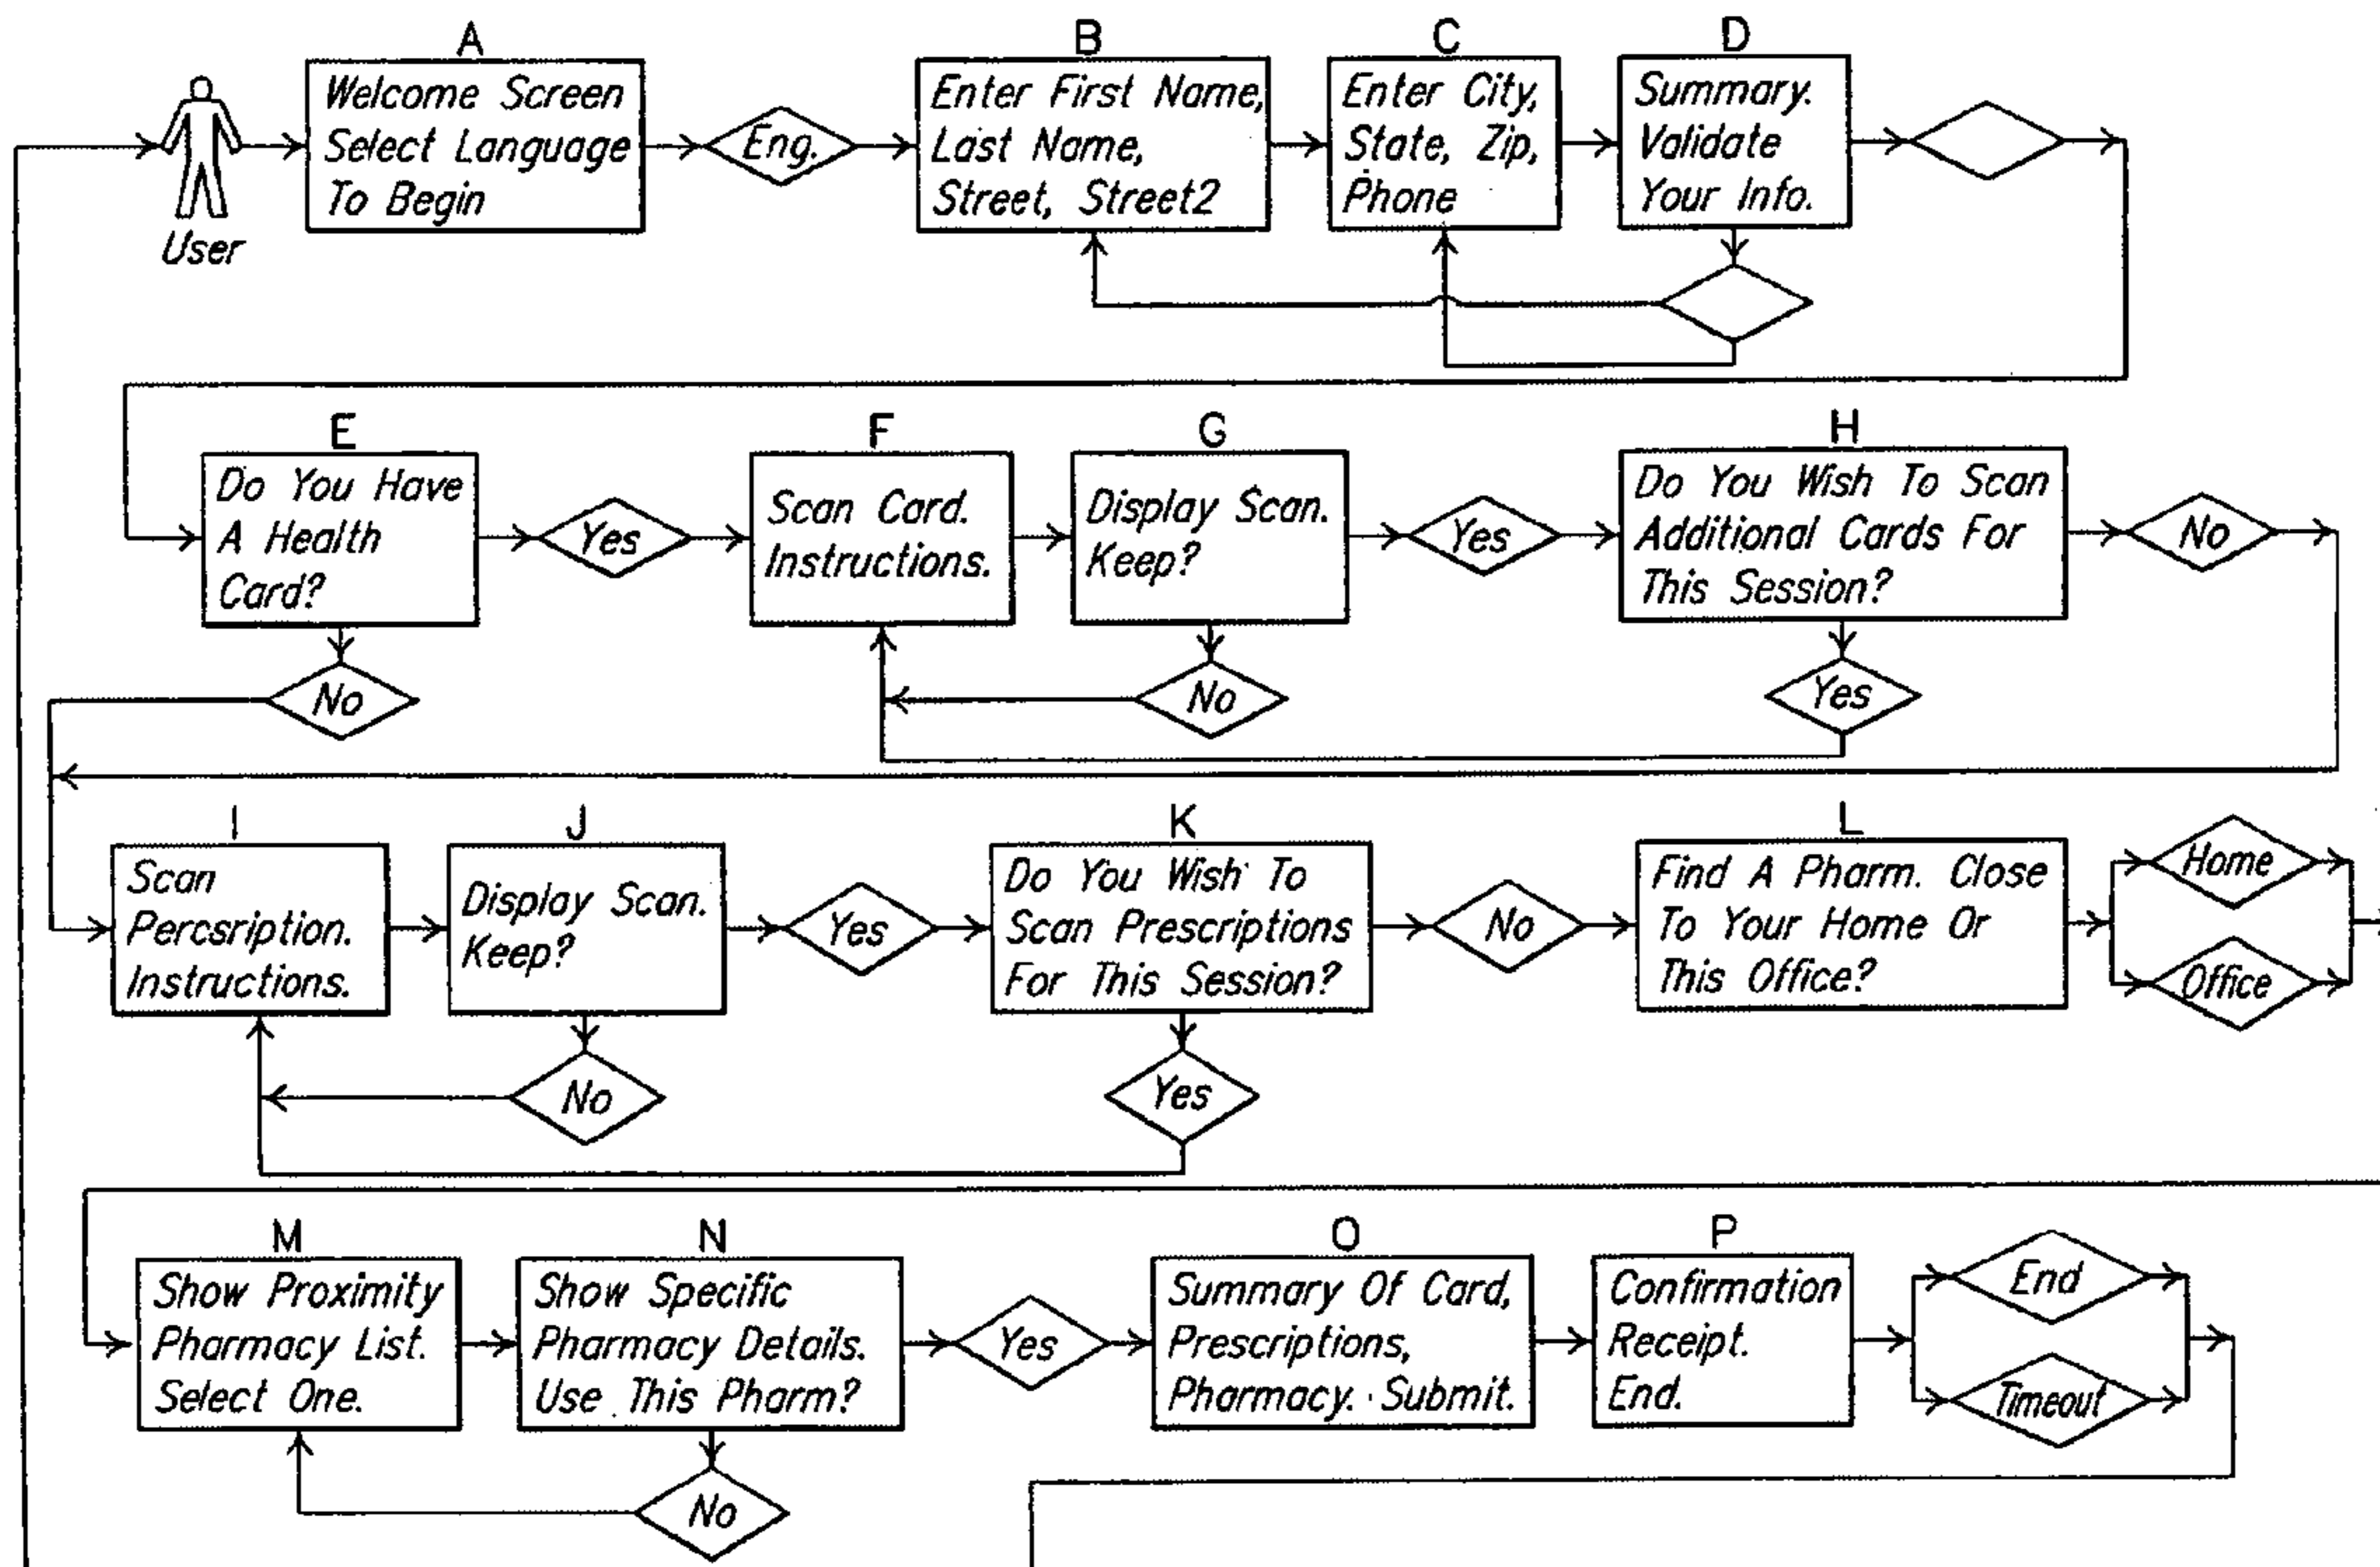 A
Welcome Screen
Select Language
To Begin
User
Eng.
B
Enter First Name,
Last Name,
Street, Street2
C
Enter City,
State, Zip,
Phone
D
Summary.
Validate
Your Info.
E
Do You Have
A Health
Card?
Yes
No
F
Scan Card.
Instructions.
G
Display Scan.
Keep?
Yes
No
H
Do You Wish To Scan
Additional Cards For
This Session?
No
Yes
I
Scan
Percsription.
Instructions.
J
Display Scan.
Keep?
Yes
No
K
Do You Wish To
Scan Prescriptions
For This Session?
No
Yes
L
Find A Pharm. Close
To Your Home Or
This Office?
Home
Office
M
Show Proximity
Pharmacy List.
Select One.
N
Show Specific
Pharmacy Details.
Use This Pharm?
Yes
No
O
Summary Of Card,
Prescriptions,
Pharmacy. Submit.
P
Confirmation
Receipt.
End.
End
Timeout